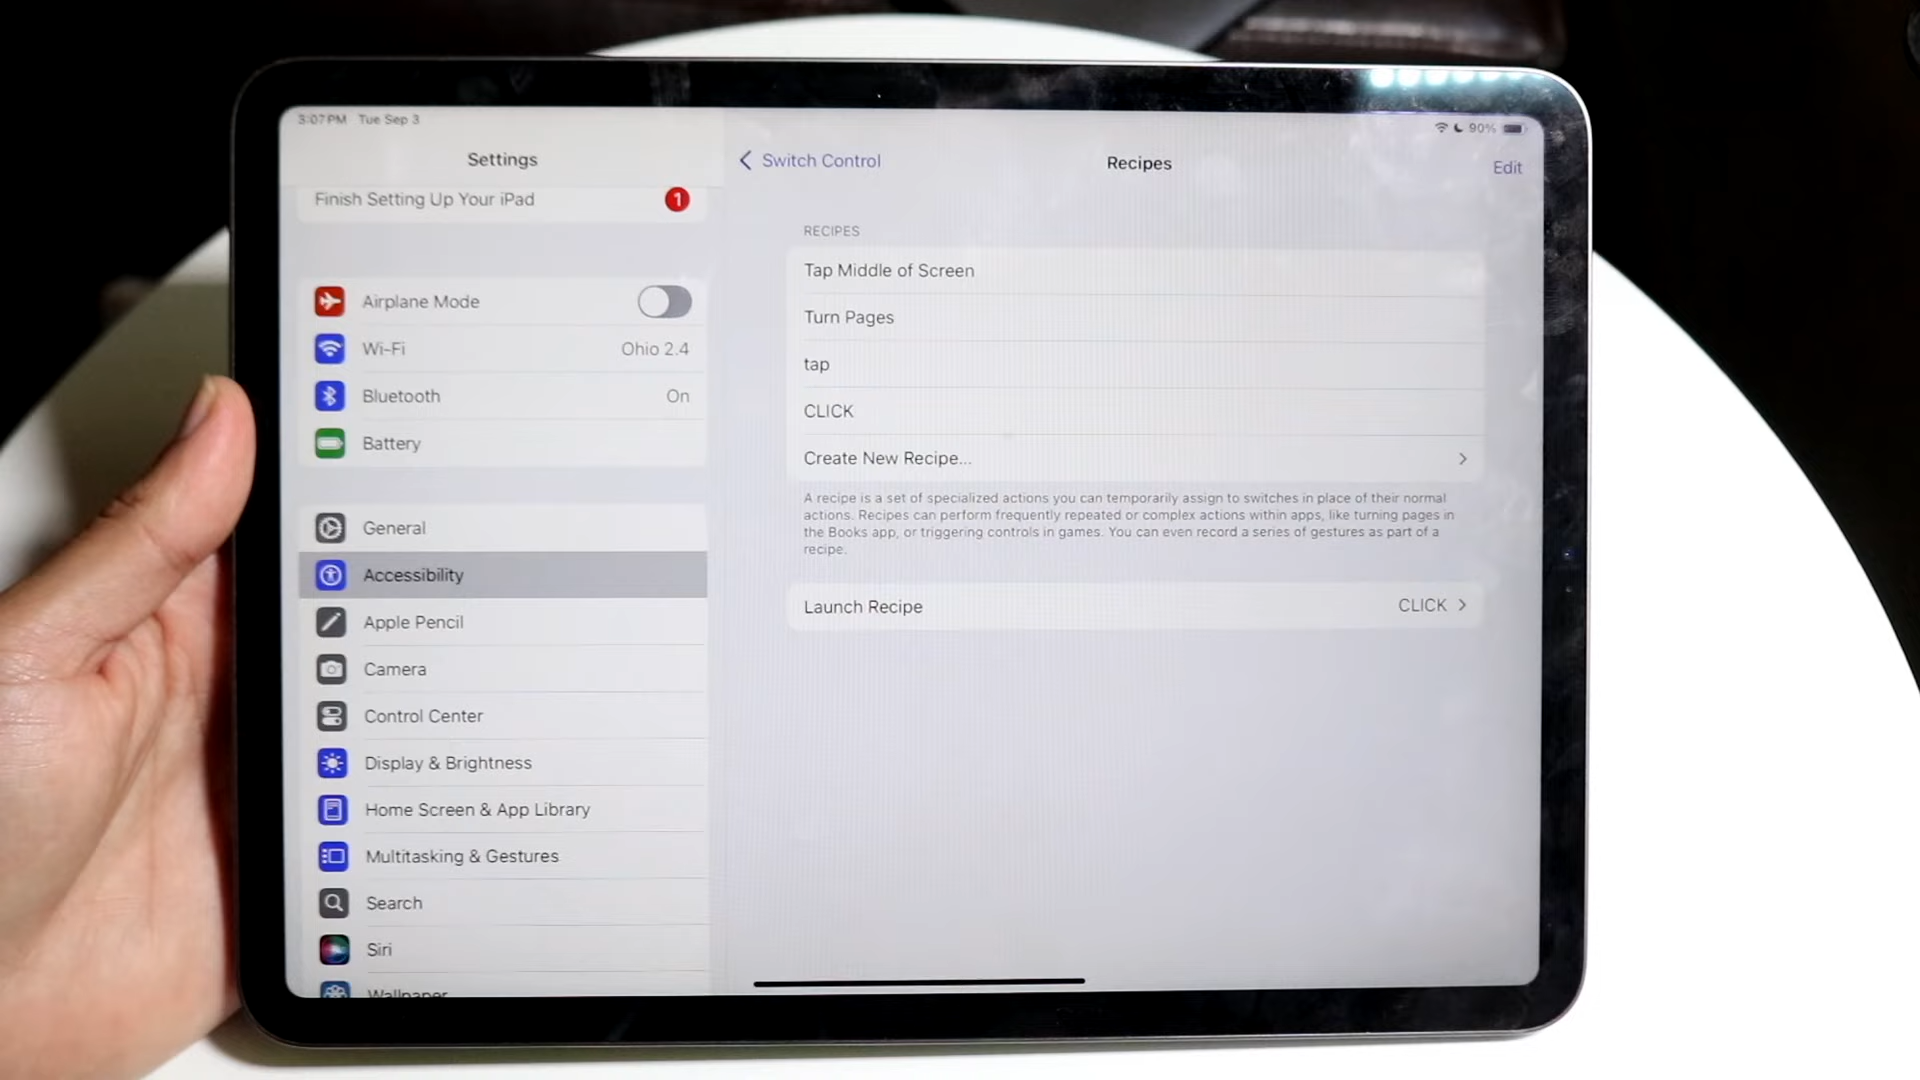 3:07 PM Tue Sep 3
90%
Settings
Finish Setting Up Your iPad
1
Airplane Mode
Wi-Fi
Ohio 2.4
Bluetooth
On
Battery
General
Accessibility
Apple Pencil
Camera
Control Center
Display & Brightness
Home Screen & App Library
Multitasking & Gestures
Search
Siri
Wallpaper
Switch Control
Recipes
Edit
RECIPES
Tap Middle of Screen
Turn Pages
tap
CLICK
Create New Recipe...
A recipe is a set of specialized actions you can temporarily assign to switches in place of their normal
actions. Recipes can perform frequently repeated or complex actions within apps, like turning pages in
the Books app, or triggering controls in games. You can even record a series of gestures as part of a
recipe.
Launch Recipe
CLICK